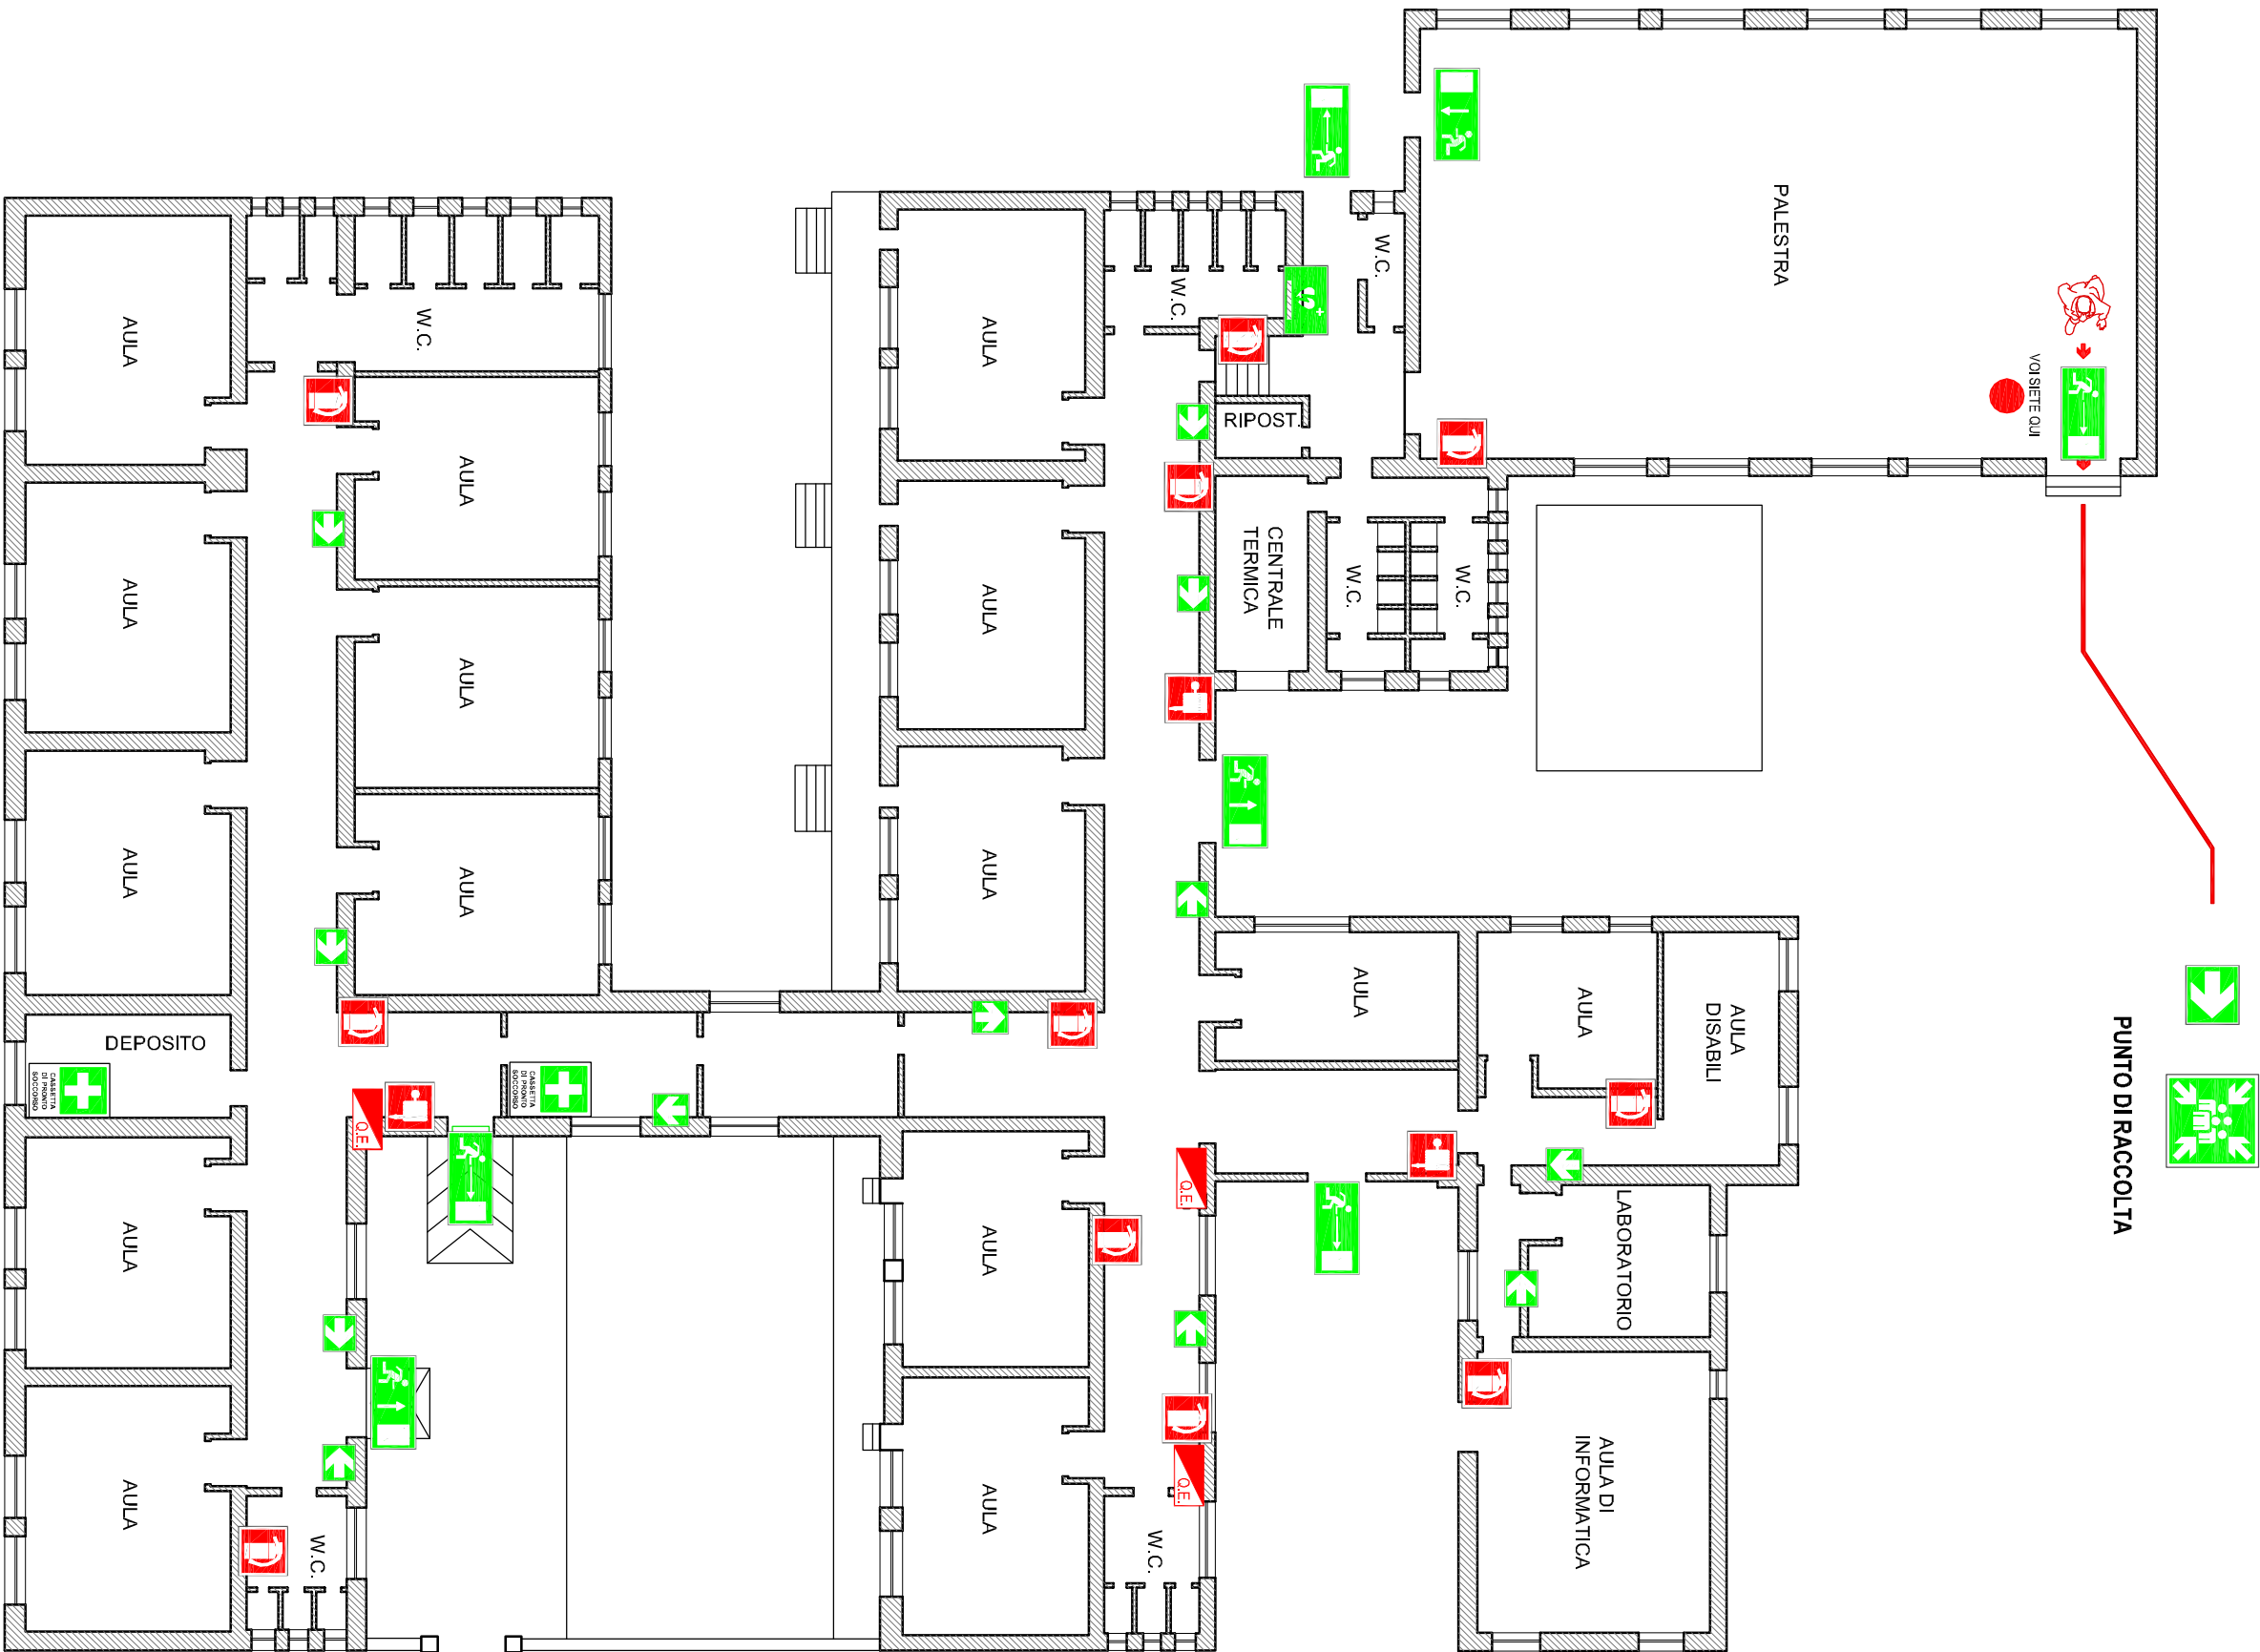 PALESTRA
VOI SIETE QUI
W.C.
W.C.
W.C.
RIPOST.
CENTRALE
TERMICA
W.C.
W.C.
AULA
AULA
AULA
AULA
AULA
AULA
AULA
AULA
AULA
AULA
AULA
DISABILI
PUNTO DI RACCOLTA
DEPOSITO
CASSETTA
DI PRONTO
SOCCORSO
CASSETTA
DI PRONTO
SOCCORSO
Q.E.
Q.E.
LABORATORIO
AULA
AULA
AULA
AULA
AULA DI
INFORMATICA
Q.E.
W.C.
W.C.
AULA